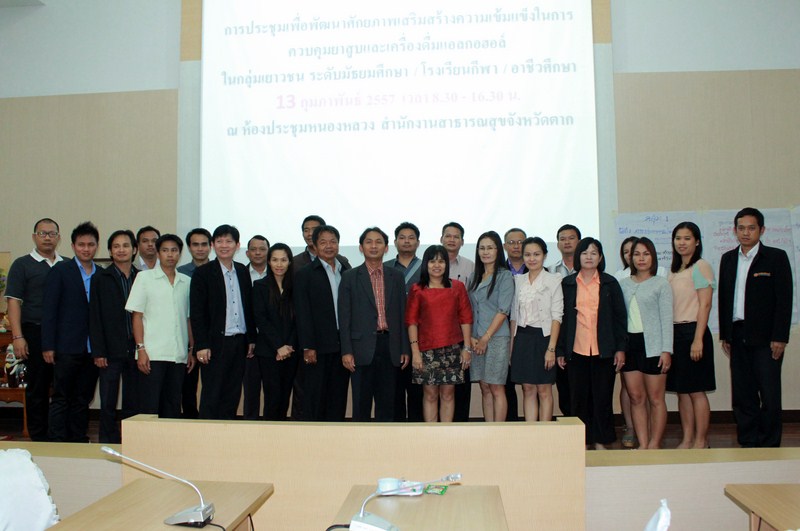 การประชุมเพื่อพัฒนาศักยภาพเสริมสร้างความเข้มแข็งในการ
ควบคุมยาสูบและเครื่องดื่มแอลกอฮอล์
ในกลุ่มเยาวชน ระดับมัธยมศึกษา / โรงเรียนกีฬา / อาชีวศึกษา
13 กุมภาพันธ์ 2557 เวลา 8.30 - 16.30 น.
ณ ห้องประชุมหนองหลวง สำนักงานสาธารณสุขจังหวัดตาก